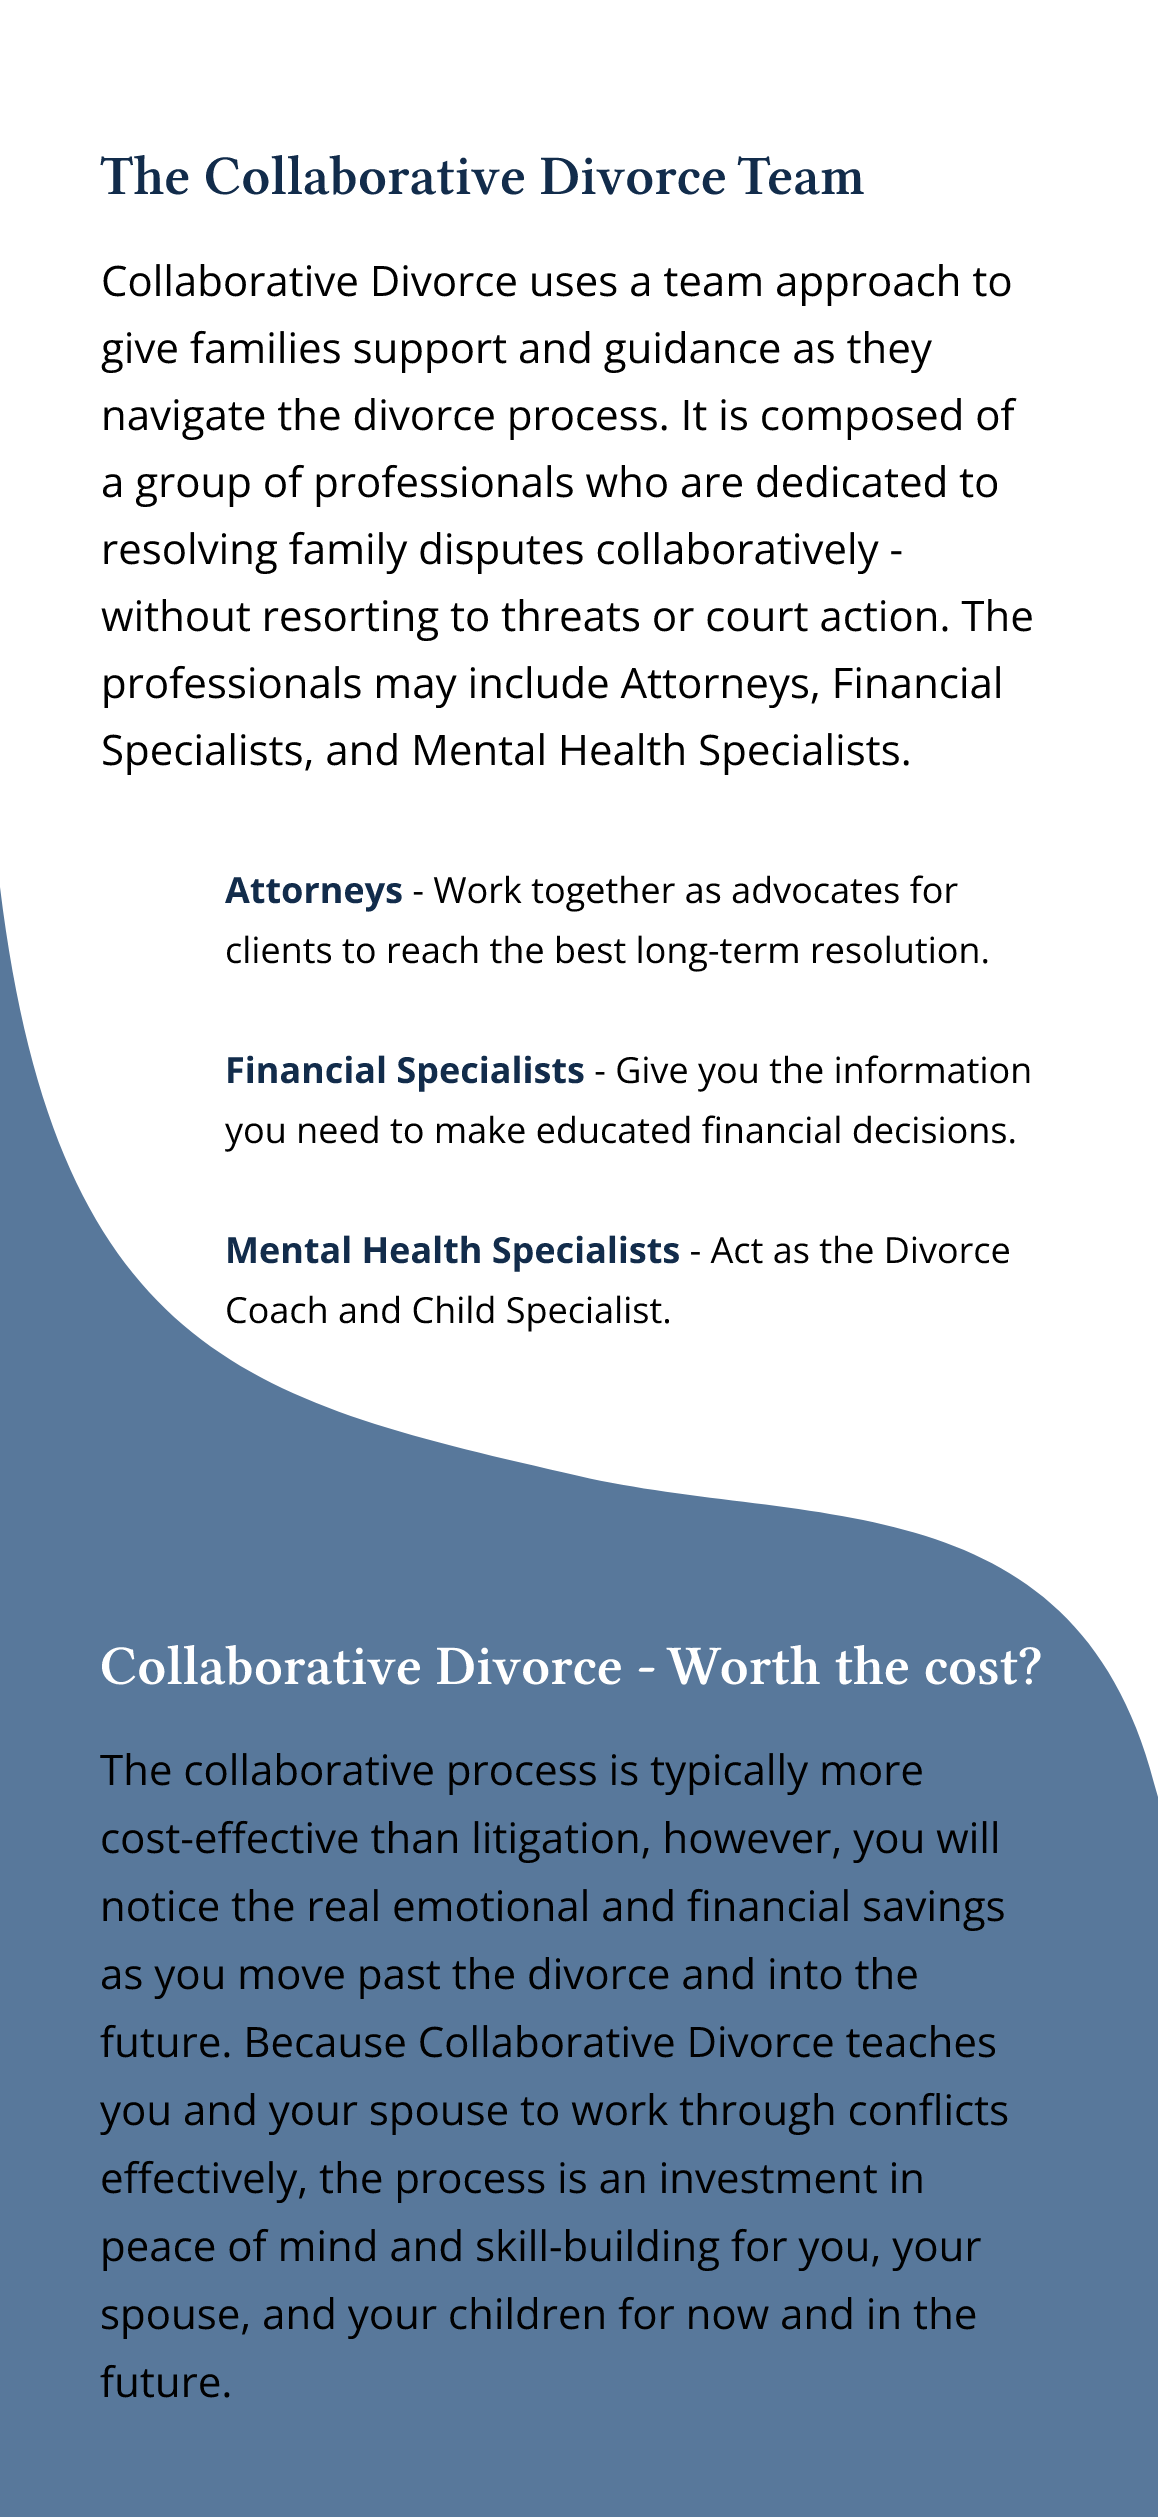 The Collaborative Divorce Team
Collaborative Divorce uses a team approach to
give families support and guidance as they
navigate the divorce process. It is composed of
a group of professionals who are dedicated to
resolving family disputes collaboratively -
without resorting to threats or court action. The
professionals may include Attorneys, Financial
Specialists, and Mental Health Specialists.
Attorneys - Work together as advocates for
clients to reach the best long-term resolution.
Financial Specialists - Give you the information
you need to make educated financial decisions.
Mental Health Specialists - Act as the Divorce
Coach and Child Specialist.
Collaborative Divorce - Worth the cost?
The collaborative process is typically more
cost-effective than litigation, however, you will
notice the real emotional and financial savings
as you move past the divorce and into the
future. Because Collaborative Divorce teaches
you and your spouse to work through conflicts
effectively, the process is an investment in
peace of mind and skill-building for you, your
spouse, and your children for now and in the
future.